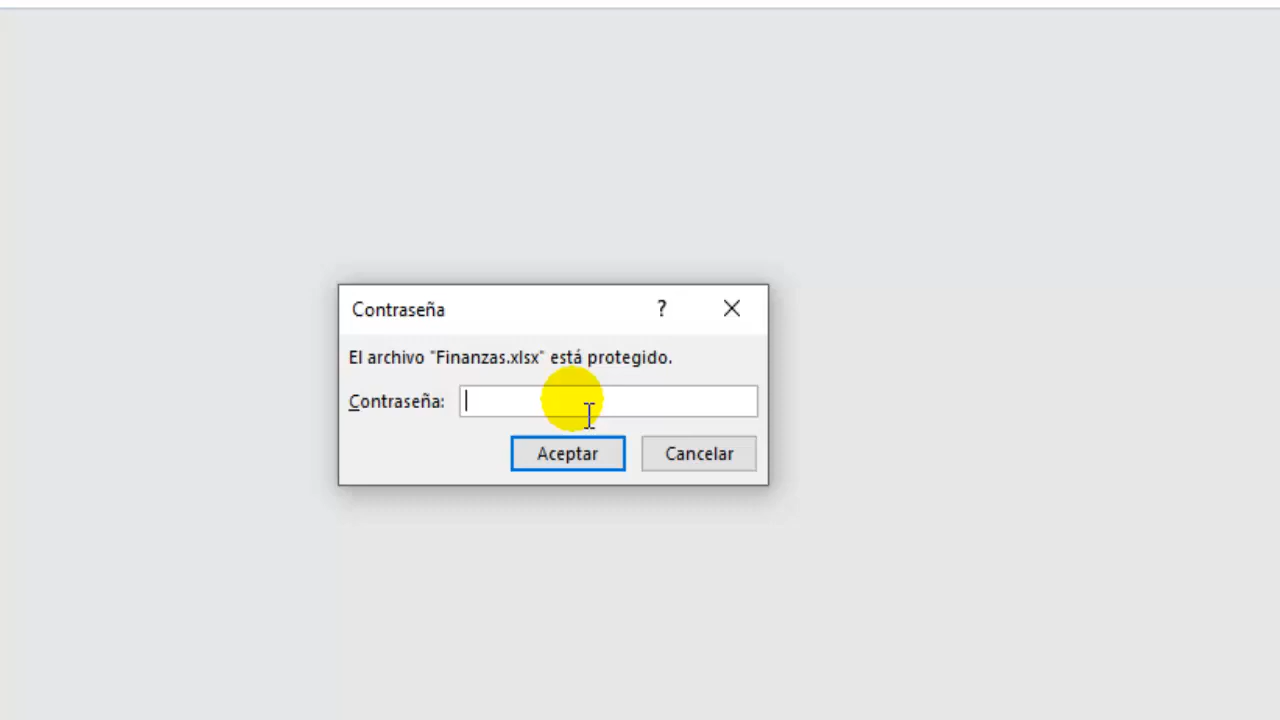 Contraseña ?
El archivo "Finanzas.xlsx" está protegido.
Contraseña:
Aceptar Cancelar